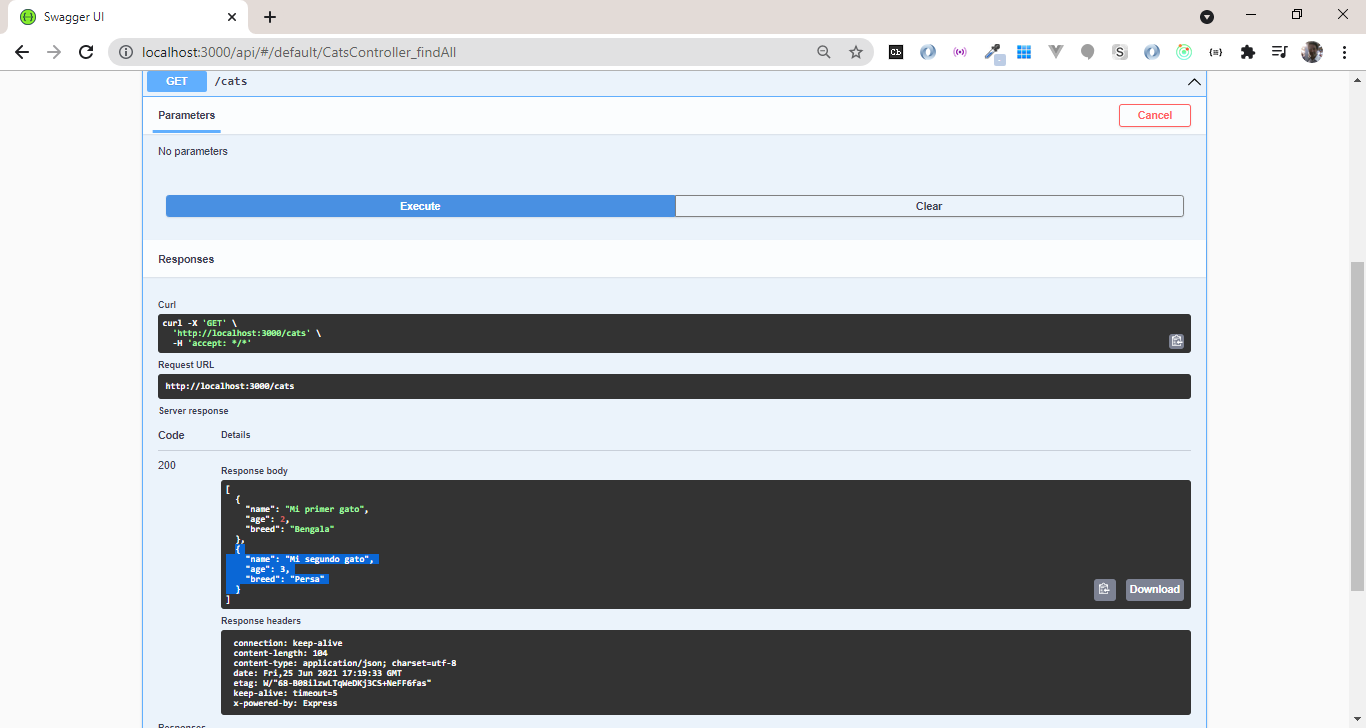 Swagger UI
localhost:3000/api/#/default/CatsController_findAll
GET /cats
Parameters
Cancel
No parameters
Execute
Clear
Responses
Curl
curl -X 'GET' \
'http://localhost:3000/cats' \
-H 'accept: */*'
Request URL
http://localhost:3000/cats
Server response
Code Details
200
Response body
[
{
"name": "Mi primer gato",
"age": 2,
"breed": "Bengala"
},
{
"name": "Mi segundo gato",
"age": 3,
"breed": "Persa"
}
]
Download
Response headers
connection: keep-alive
content-length: 104
content-type: application/json; charset=utf-8
date: Fri,25 Jun 2021 17:19:33 GMT
etag: W/"68-B08ilzwLTqWeDKj3CS+NeFF6fas"
keep-alive: timeout=5
x-powered-by: Express
Responses